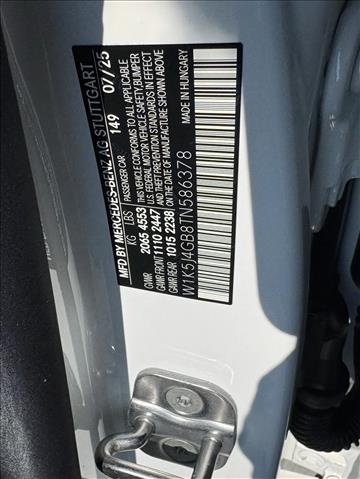 MFD BY MERCEDES-BENZ AG STUTTGART 07/25
KG LBS PASSENGER CAR 149
GVWR 2065 4553 THIS VEHICLE CONFORMS TO ALL APPLICABLE
GAWR FRONT 1110 2447 U.S. FEDERAL MOTOR VEHICLE SAFETY, BUMPER
GAWR REAR 1015 2238 & THEFT PREVENTION STANDARDS IN EFFECT
ON THE DATE OF MANUFACTURE SHOWN ABOVE
W1K5J4GB8TN586378 MADE IN HUNGARY